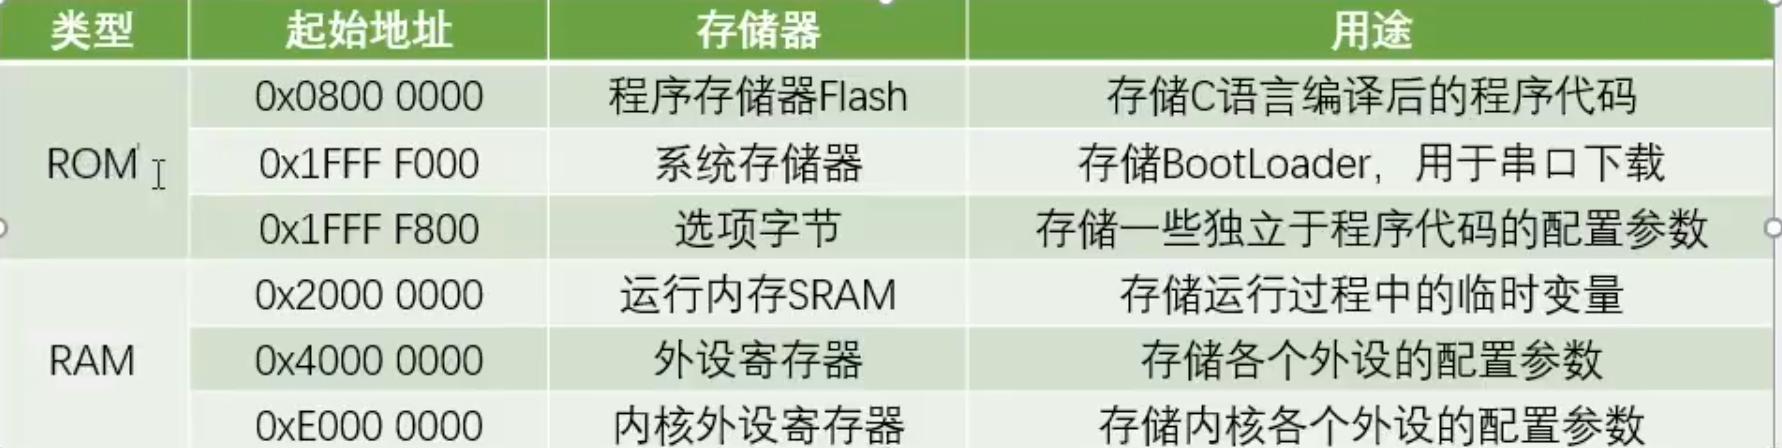 类型 起始地址 存储器 用途
0x0800 0000 程序存储器Flash 存储C语言编译后的程序代码
ROM 0x1FFF F000 系统存储器 存储BootLoader，用于串口下载
0x1FFF F800 选项字节 存储一些独立于程序代码的配置参数
0x2000 0000 运行内存SRAM 存储运行过程中的临时变量
RAM 0x4000 0000 外设寄存器 存储各个外设的配置参数
0xE000 0000 内核外设寄存器 存储内核各个外设的配置参数